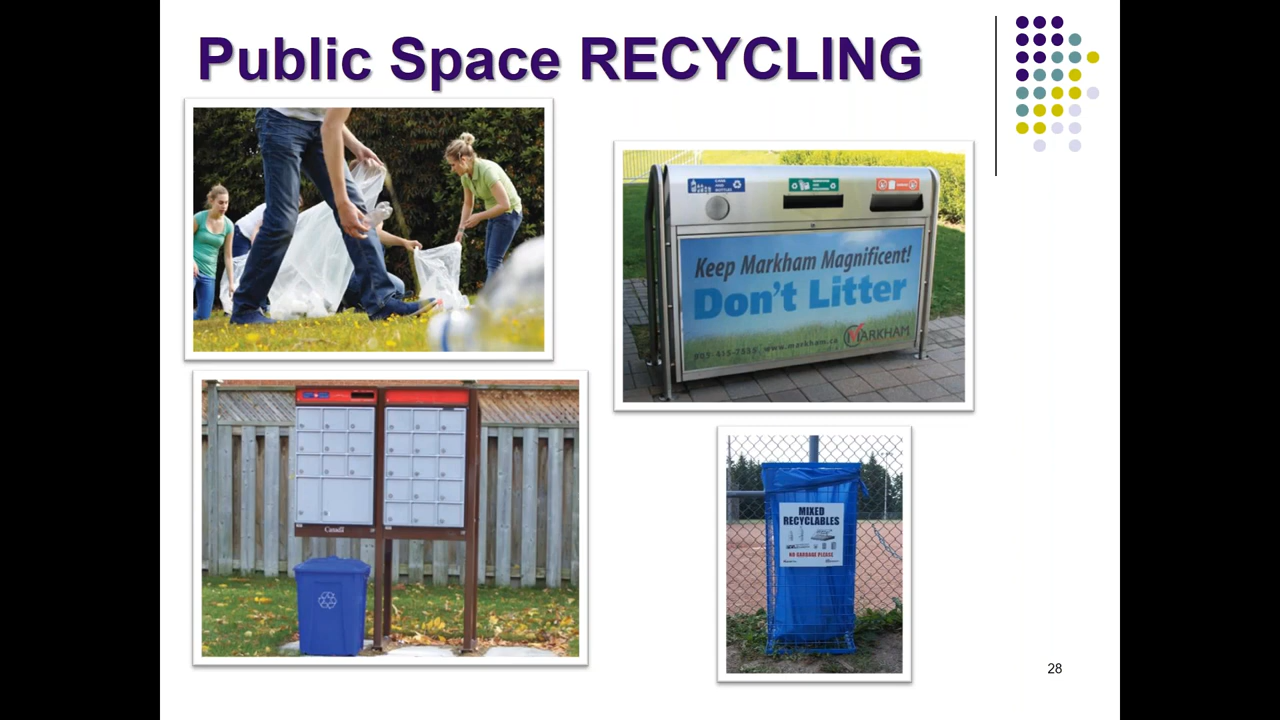 Public Space RECYCLING
Keep Markham Magnificent!
Don't Litter
MARKHAM
905-415-7535, www.markham.ca
Canada
MIXED
RECYCLABLES
NO GARBAGE PLEASE
28